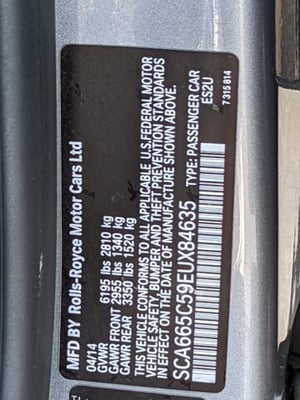 MFD BY Rolls-Royce Motor Cars Ltd
04/14
GVWR 6195 lbs 2810 kg
GAWR FRONT 2955 lbs 1340 kg
GAWR REAR 3350 lbs 1520 kg
THIS VEHICLE CONFORMS TO ALL APPLICABLE U.S.FEDERAL MOTOR
VEHICLE SAFETY, BUMPER AND THEFT PREVENTION STANDARDS
IN EFFECT ON THE DATE OF MANUFACTURE SHOWN ABOVE.
SCA665C59EUX84635 TYPE: PASSENGER CAR
ES2U
7 315 814